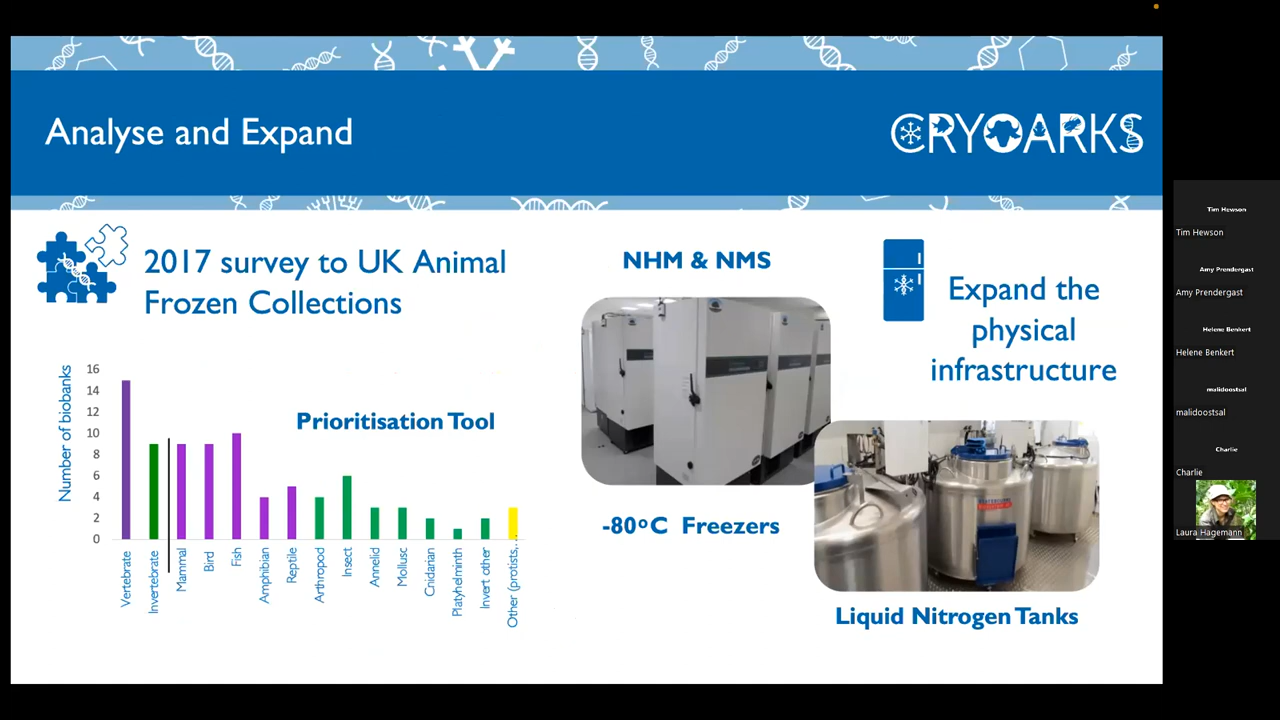 Analyse and Expand
CRYOARKS
2017 survey to UK Animal
Frozen Collections
Number of biobanks
16
14
12
10
8
6
4
2
0
Prioritisation Tool
Vertebrate
Invertebrate
Mammal
Bird
Fish
Amphibian
Reptile
Arthropod
Insect
Annelid
Mollusc
Cnidarian
Platyhelminth
Invert other
Other (protists,…
NHM & NMS
-80ᵒC Freezers
Expand the
physical
infrastructure
Liquid Nitrogen Tanks
Tim Hewson
Tim Hewson
Amy Prendergast
Amy Prendergast
Helene Benkert
Helene Benkert
malidoostsal
malidoostsal
Charlie
Charlie
Laura Hagemann